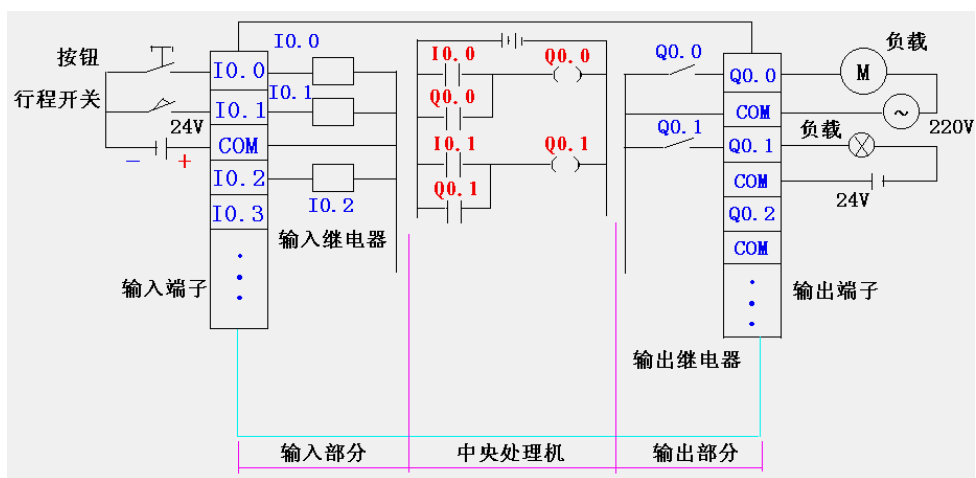 按钮
行程开关
24V
− +
I0.0
I0.1
COM
I0.2
I0.3
输入端子
I0.0
I0.1
I0.2
输入继电器
I0.0
Q0.0
Q0.0
I0.1
Q0.1
Q0.1
Q0.0
Q0.1
输出继电器
Q0.0
COM
Q0.1
COM
Q0.2
COM
输出端子
负载
M
~
220V
负载
24V
输入部分
中央处理机
输出部分